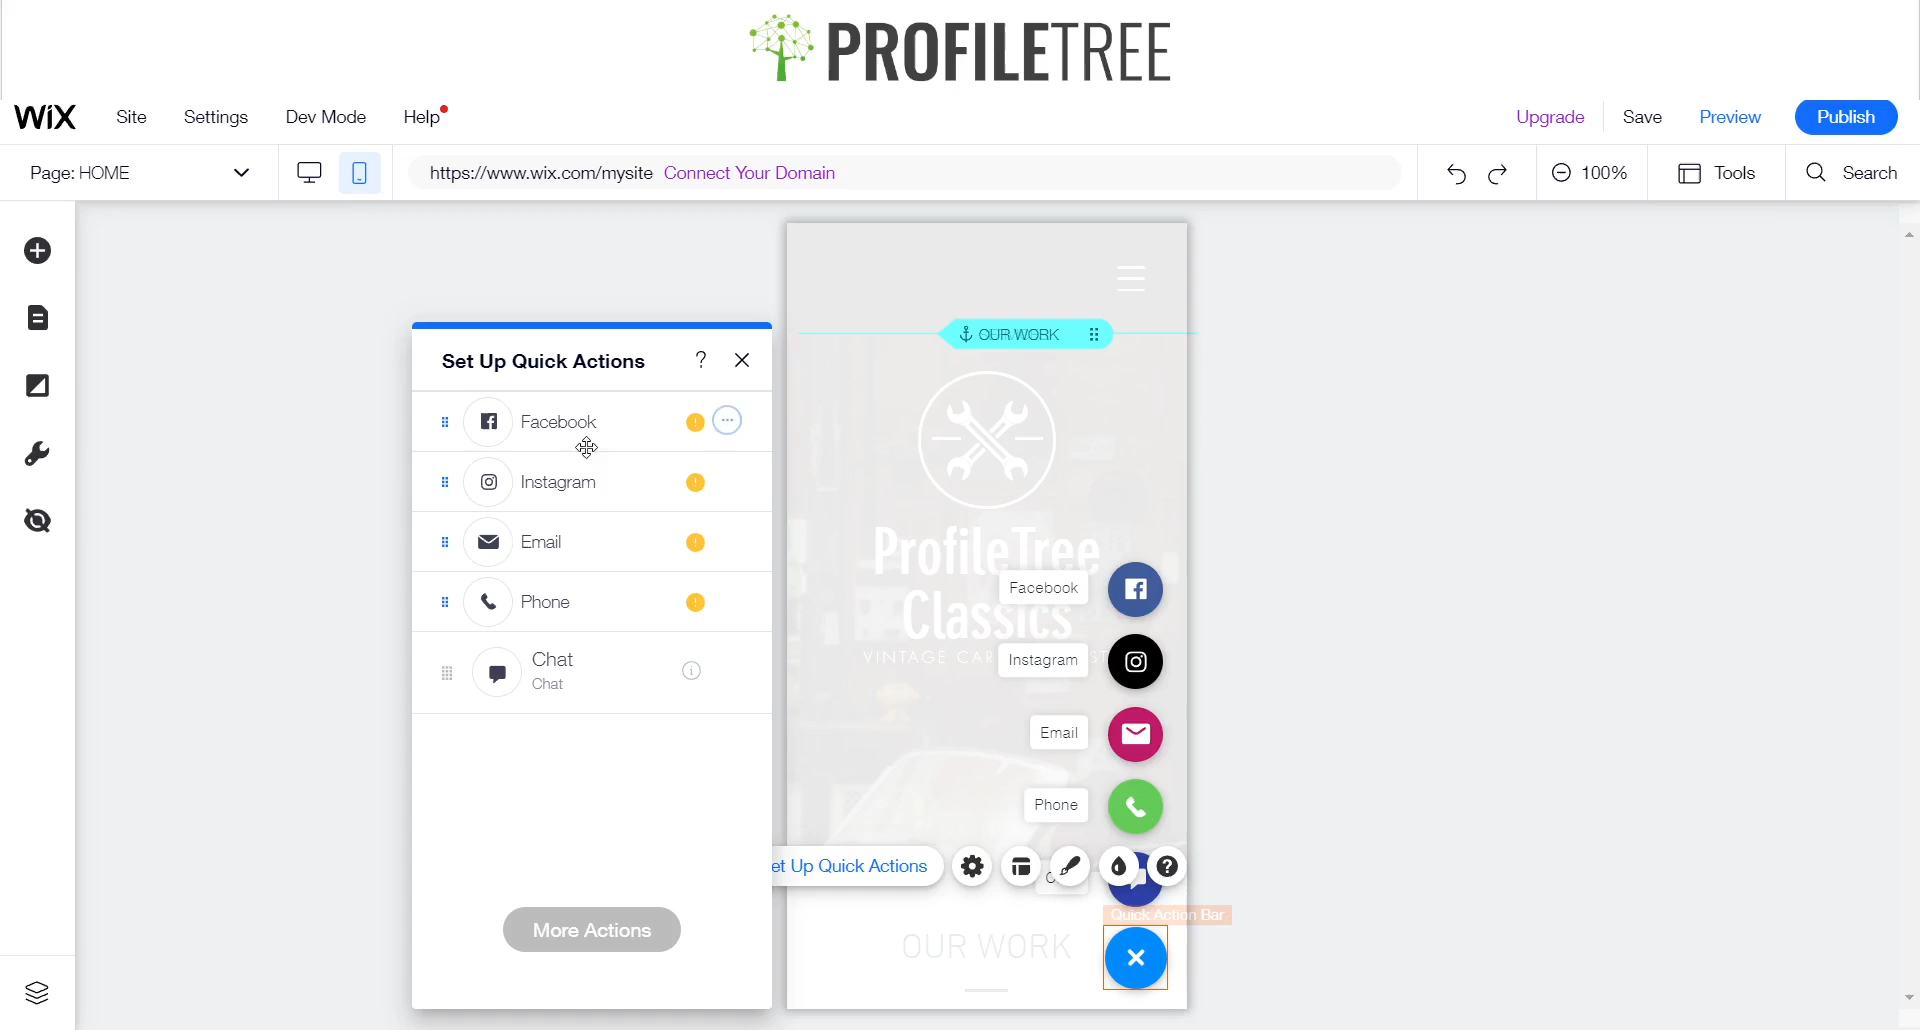 PROFILETREE
WiX Site Settings Dev Mode Help Upgrade Save Preview Publish
Page: HOME https://www.wix.com/mysite Connect Your Domain 100% Tools Search
OUR WORK
Set Up Quick Actions ?
Facebook
Instagram
Email
Phone
Chat
Chat
More Actions
ProfileTree
Classics
VINTAGE CAR
Facebook
Instagram
Email
Phone
et Up Quick Actions
Quick Action Bar
OUR WORK